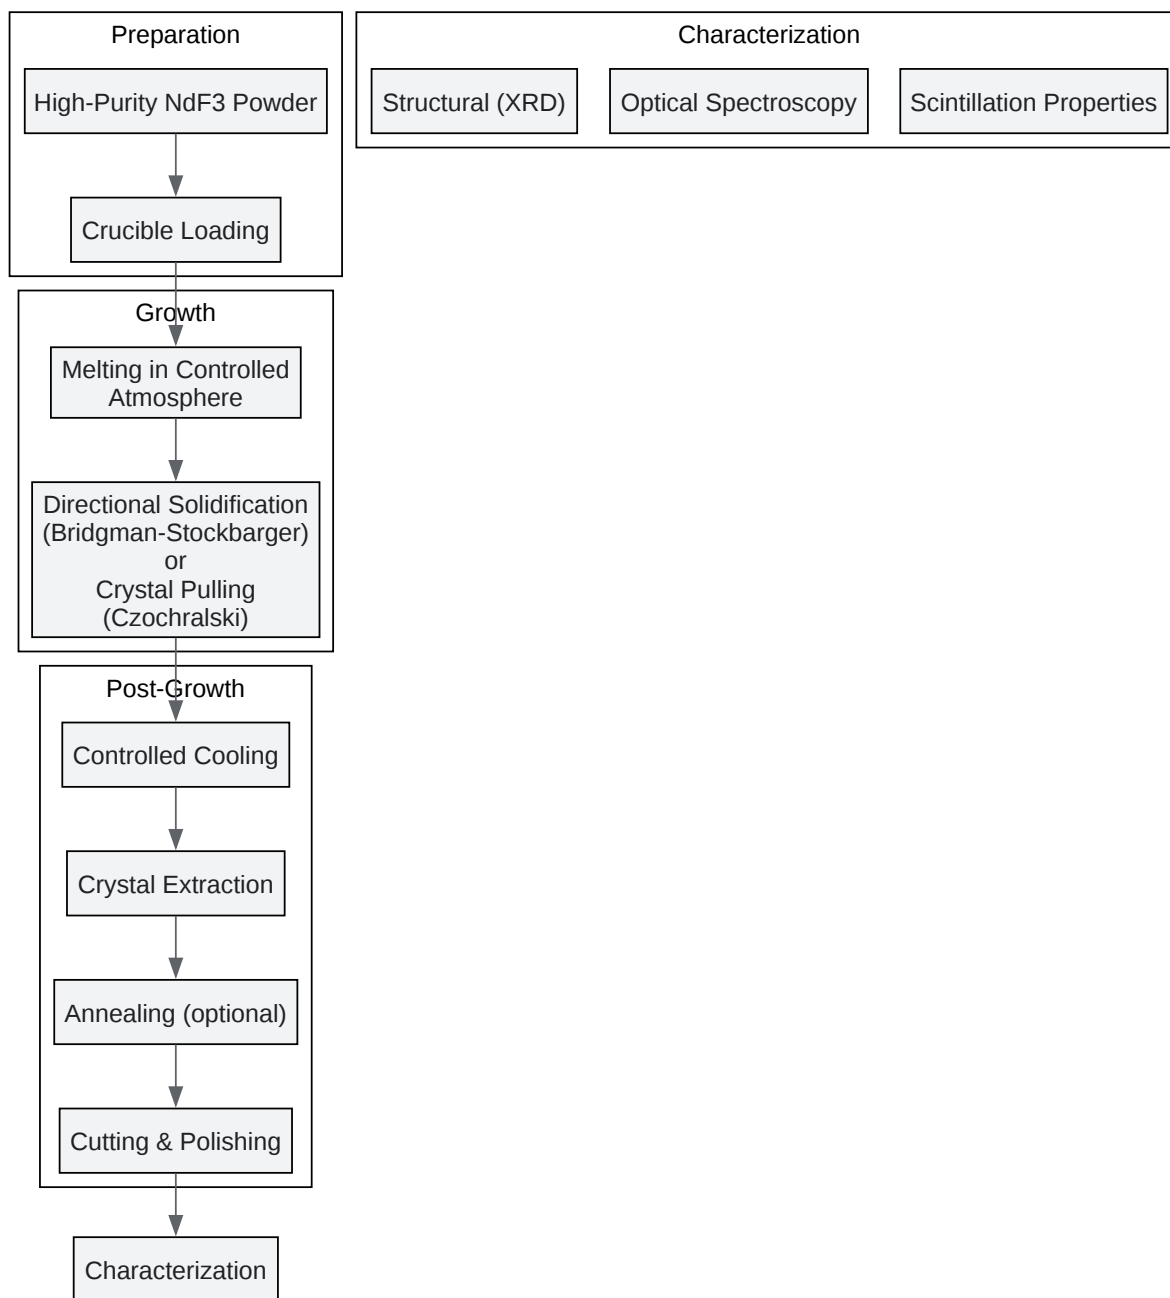 Preparation
High-Purity NdF3 Powder
Crucible Loading
Growth
Melting in Controlled
Atmosphere
Directional Solidification
(Bridgman-Stockbarger)
or
Crystal Pulling
(Czochralski)
Post-Growth
Controlled Cooling
Crystal Extraction
Annealing (optional)
Cutting & Polishing
Characterization
Characterization
Structural (XRD)
Optical Spectroscopy
Scintillation Properties